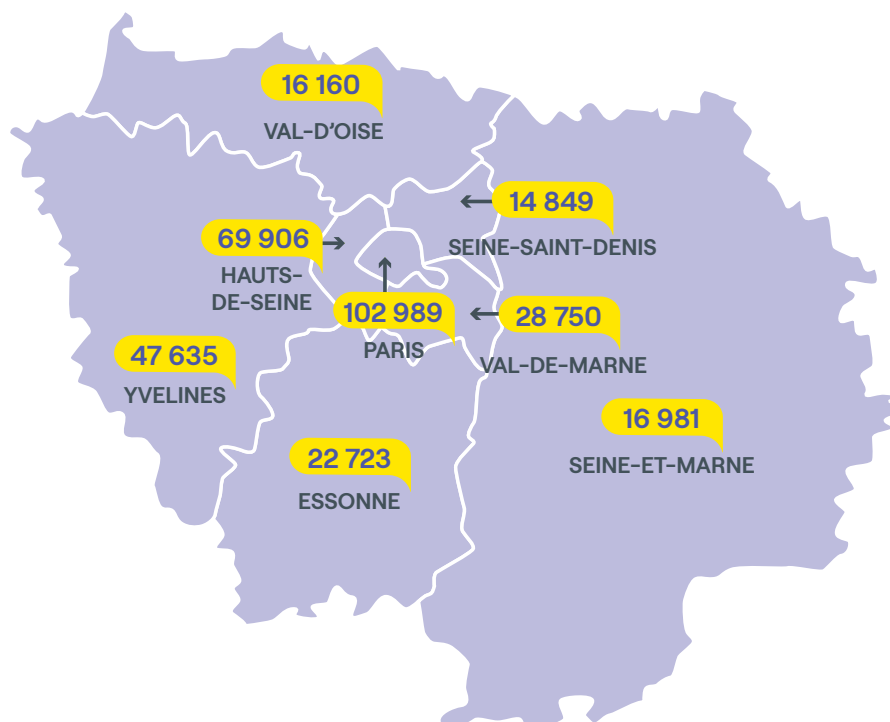 16 160
VAL-D'OISE
14 849
SEINE-SAINT-DENIS
69 906
HAUTS-
DE-SEINE
102 989
PARIS
28 750
VAL-DE-MARNE
47 635
YVELINES
16 981
SEINE-ET-MARNE
22 723
ESSONNE